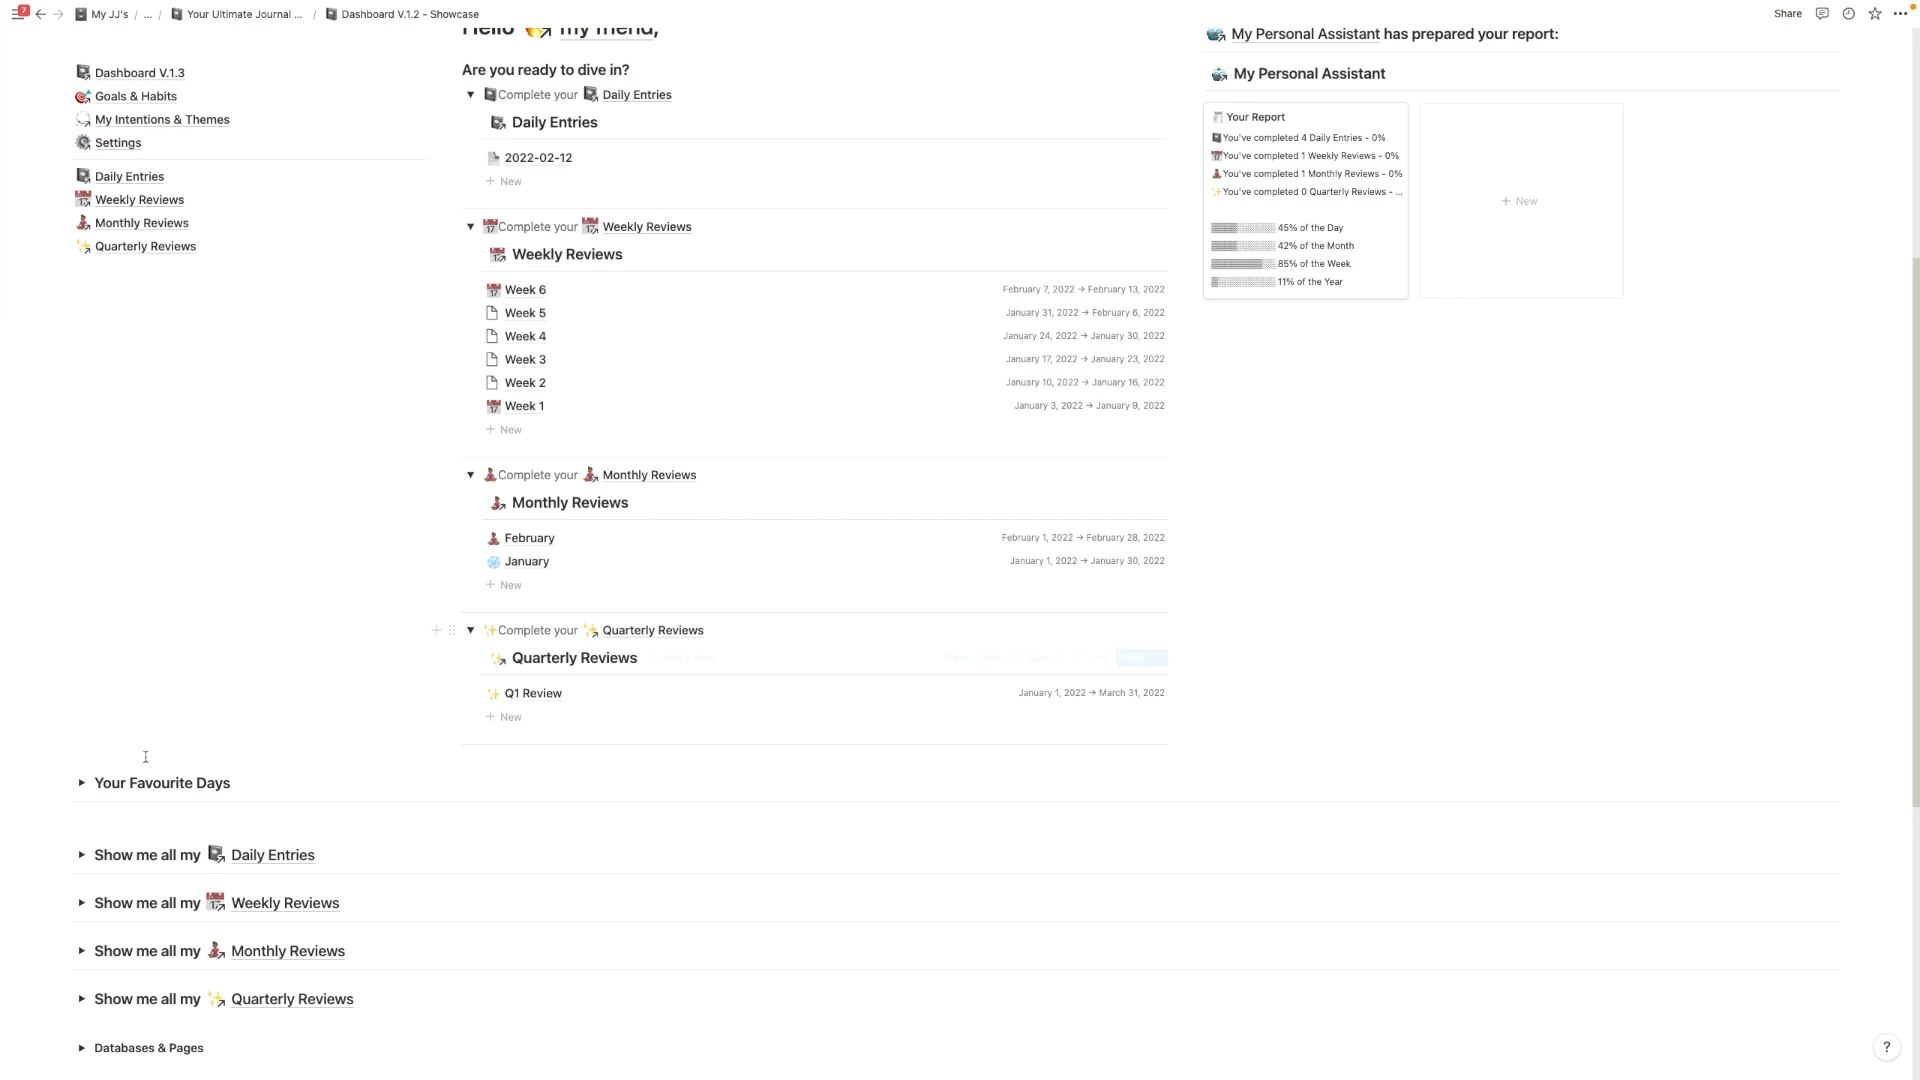 7
My JJ's / ... / Your Ultimate Journal ... / Dashboard V.1.2 - Showcase
Share
Dashboard V.1.3
Goals & Habits
My Intentions & Themes
Settings
Daily Entries
Weekly Reviews
Monthly Reviews
Quarterly Reviews
Hello my friend,
Are you ready to dive in?
Complete your Daily Entries
Daily Entries
2022-02-12
+ New
Complete your Weekly Reviews
Weekly Reviews
Week 6 February 7, 2022 → February 13, 2022
Week 5 January 31, 2022 → February 6, 2022
Week 4 January 24, 2022 → January 30, 2022
Week 3 January 17, 2022 → January 23, 2022
Week 2 January 10, 2022 → January 16, 2022
Week 1 January 3, 2022 → January 9, 2022
+ New
Complete your Monthly Reviews
Monthly Reviews
February February 1, 2022 → February 28, 2022
January January 1, 2022 → January 30, 2022
+ New
Complete your Quarterly Reviews
Quarterly Reviews + Add a view Filter Sort Search New
Q1 Review January 1, 2022 → March 31, 2022
+ New
My Personal Assistant has prepared your report:
My Personal Assistant
Your Report
You've completed 4 Daily Entries - 0%
You've completed 1 Weekly Reviews - 0%
You've completed 1 Monthly Reviews - 0%
You've completed 0 Quarterly Reviews - ...
45% of the Day
42% of the Month
85% of the Week
11% of the Year
+ New
Your Favourite Days
Show me all my Daily Entries
Show me all my Weekly Reviews
Show me all my Monthly Reviews
Show me all my Quarterly Reviews
Databases & Pages
?